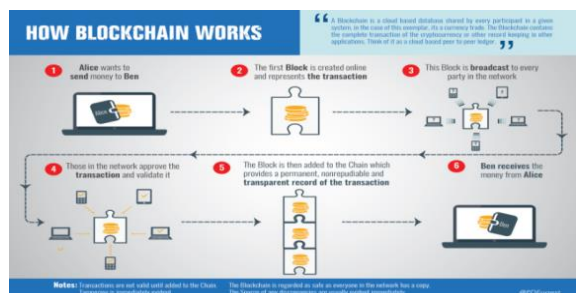 HOW BLOCKCHAIN WORKS
“ A Blockchain is a cloud based database shared by every participant in a given
system, in the case of this exemplar, it's a currency trade. The Blockchain contains
the complete transaction of the cryptocurrency or other record keeping in other
applications. Think of it as a cloud based peer to peer ledger. ”
1 Alice wants to
send money to Ben
2 The first Block is created online
and represents the transaction
3 This Block is broadcast to every
party in the network
4 Those in the network approve the
transaction and validate it
5 The Block is then added to the Chain which
provides a permanent, nonrepudiable and
transparent record of the transaction
6 Ben receives the
money from Alice
Ben
Notes: Transactions are not valid until added to the Chain.
The Blockchain is regarded as safe as everyone in the network has a copy.